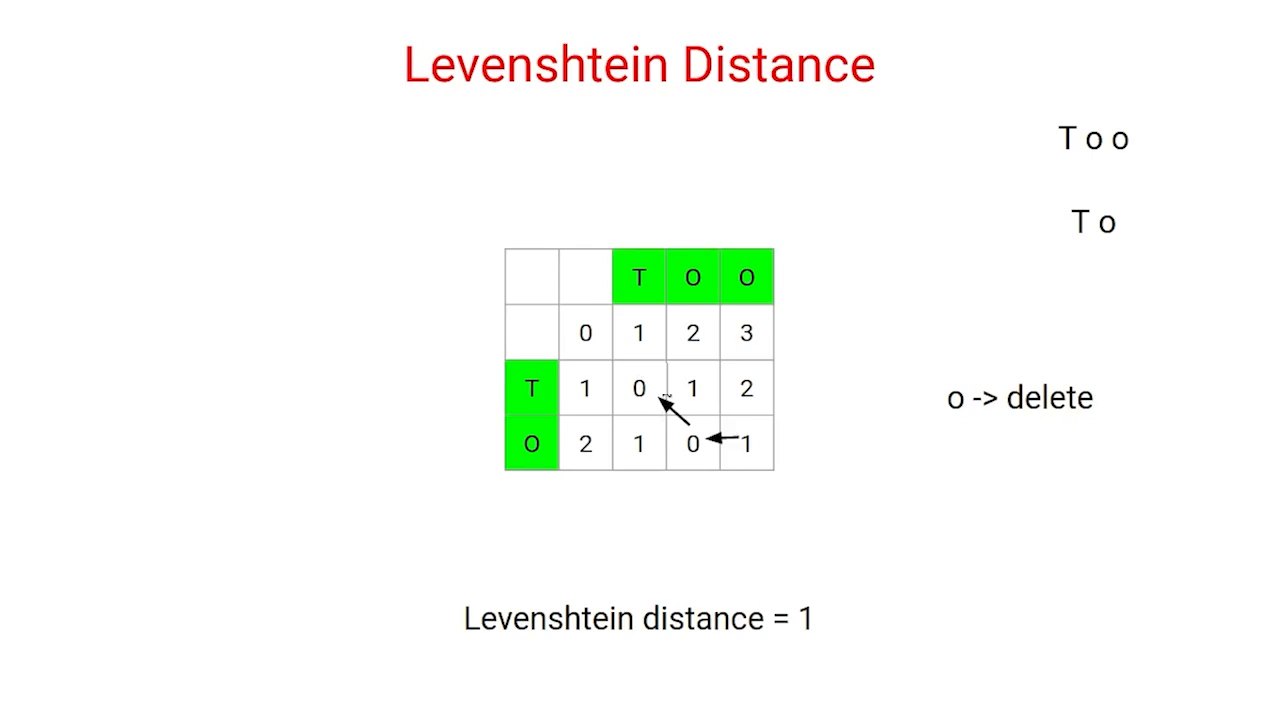 Levenshtein Distance
T o o
T o
T O O
0 1 2 3
T 1 0 1 2
o -> delete
O 2 1 0 1
Levenshtein distance = 1